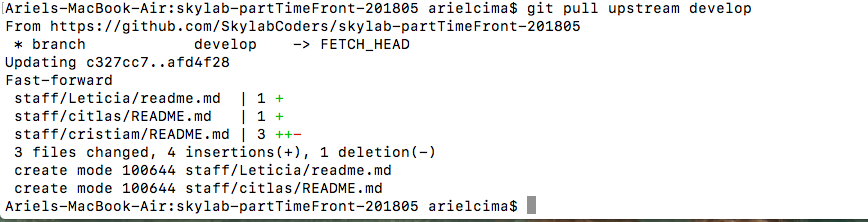 Ariels-MacBook-Air:skylab-partTimeFront-201805 arielcima$ git pull upstream develop
From https://github.com/SkylabCoders/skylab-partTimeFront-201805
 * branch            develop    -> FETCH_HEAD
Updating c327cc7..afd4f28
Fast-forward
 staff/Leticia/readme.md  | 1 +
 staff/citlas/README.md   | 1 +
 staff/cristiam/README.md | 3 ++-
 3 files changed, 4 insertions(+), 1 deletion(-)
 create mode 100644 staff/Leticia/readme.md
 create mode 100644 staff/citlas/README.md
Ariels-MacBook-Air:skylab-partTimeFront-201805 arielcima$